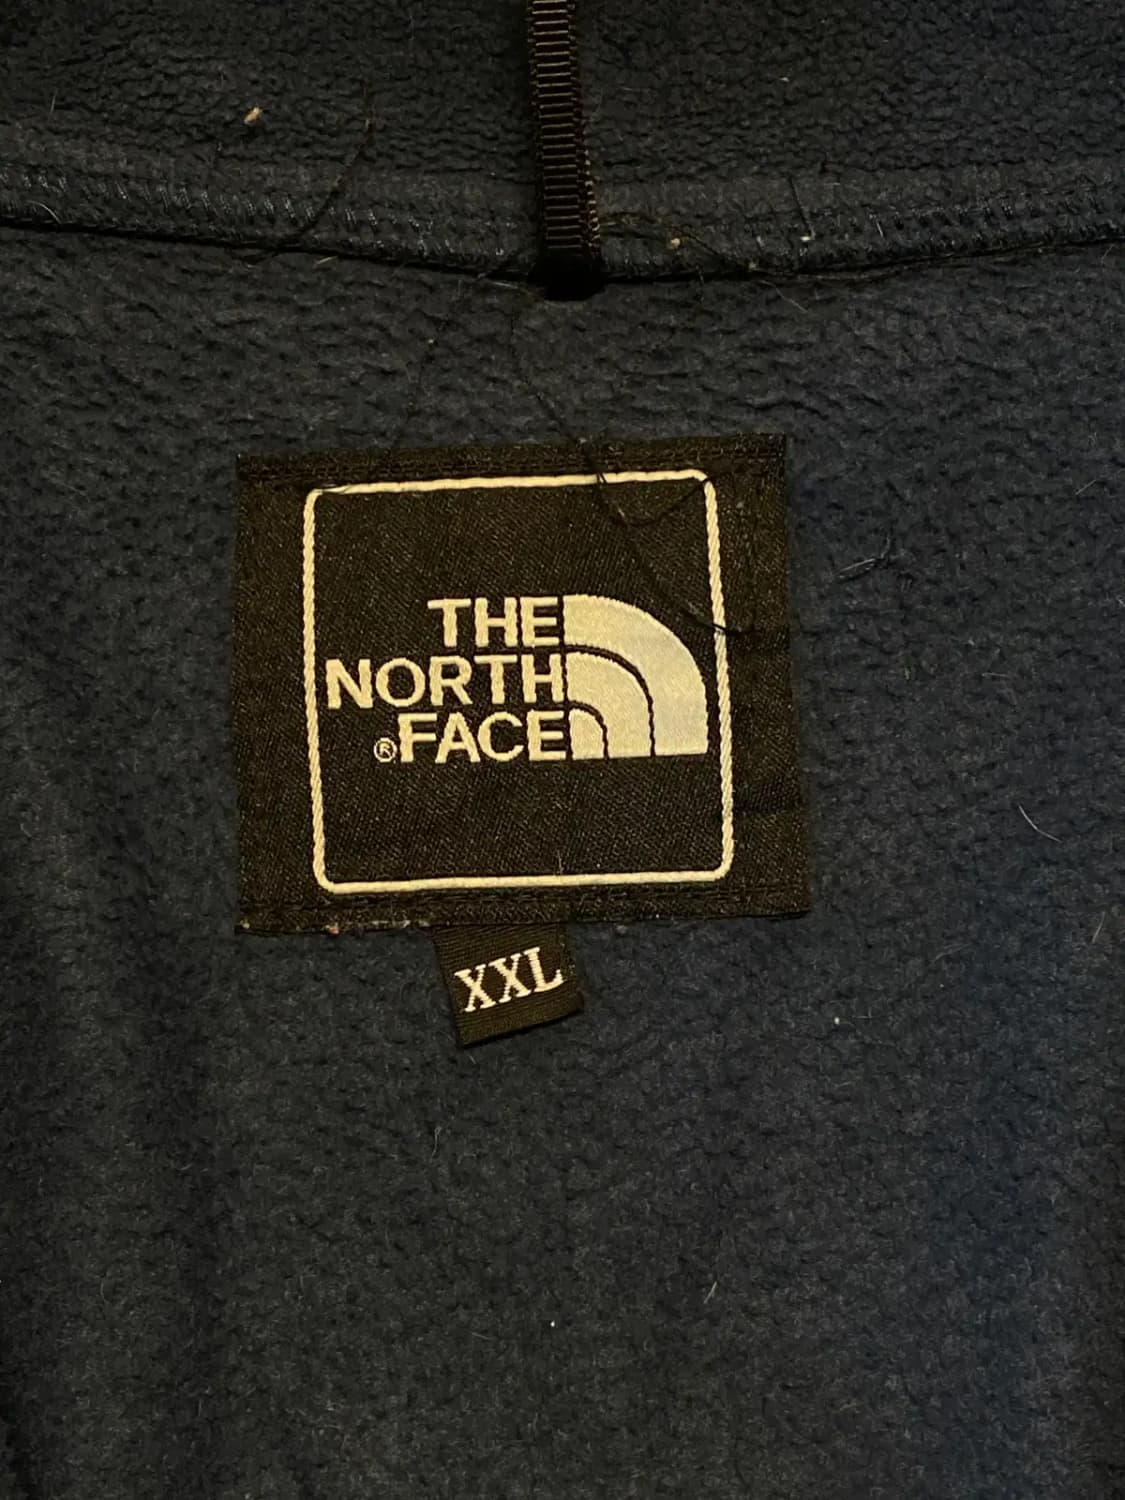 THE
NORTH
®FACE
XXL